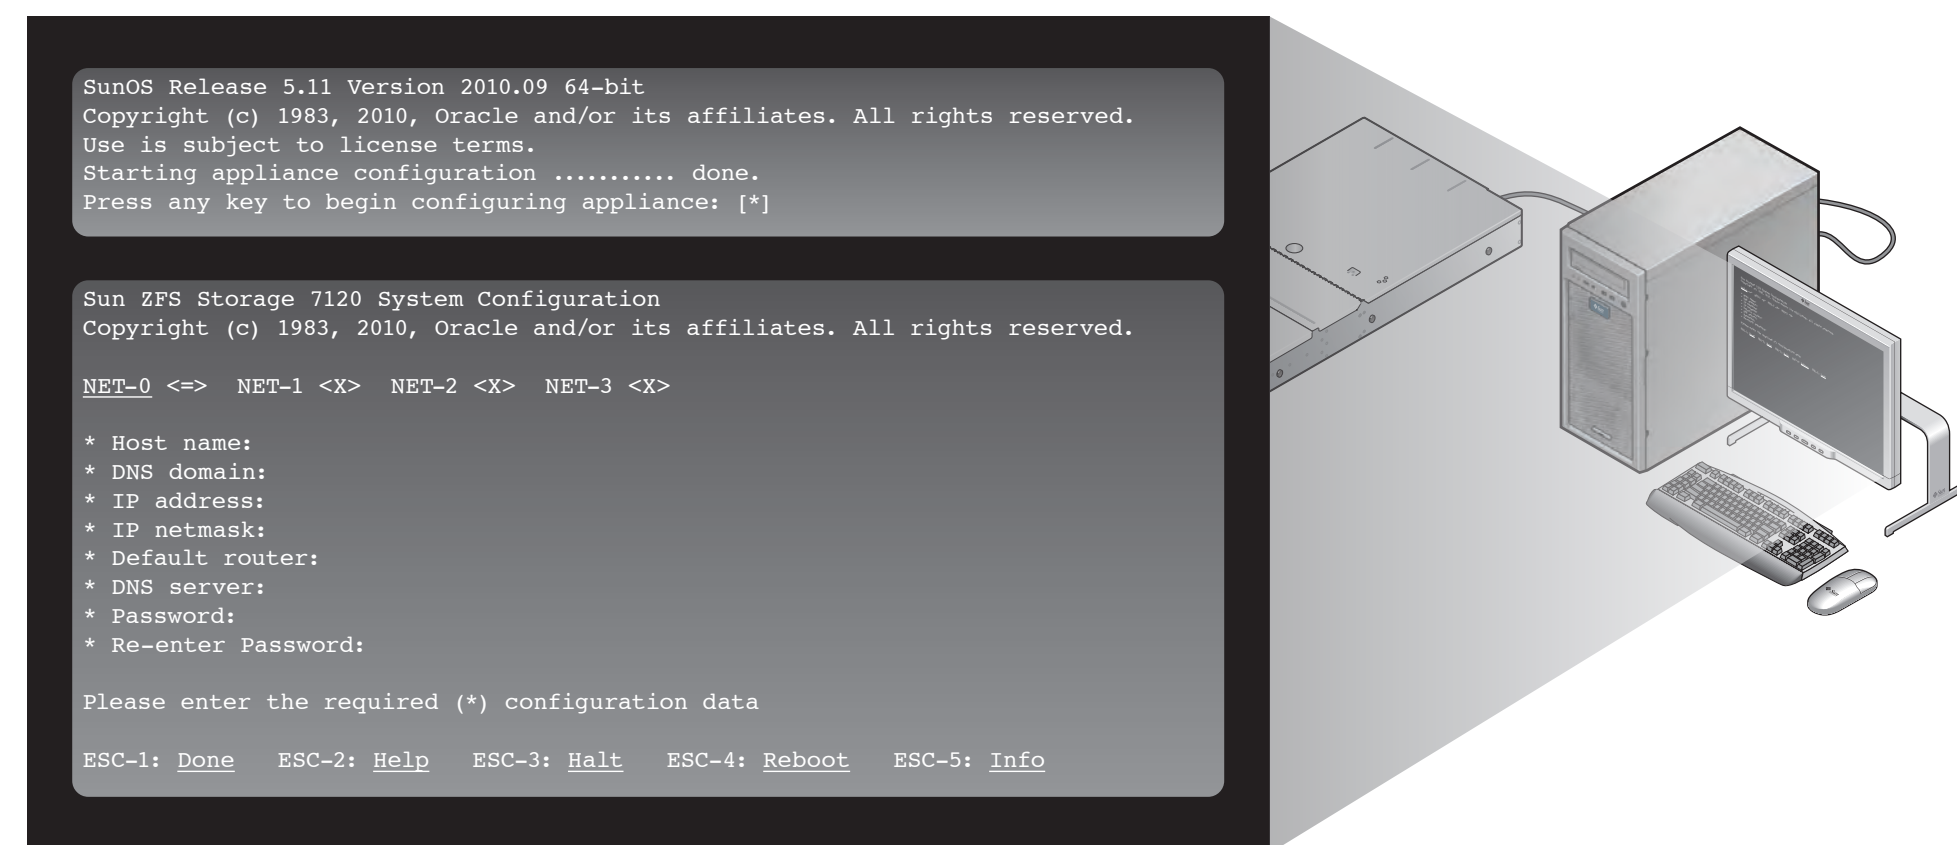 SunOS Release 5.11 Version 2010.09 64-bit
Copyright (c) 1983, 2010, Oracle and/or its affiliates. All rights reserved.
Use is subject to license terms.
Starting appliance configuration ........... done.
Press any key to begin configuring appliance: [*]
Sun ZFS Storage 7120 System Configuration
Copyright (c) 1983, 2010, Oracle and/or its affiliates. All rights reserved.
NET-0 <=> NET-1 <X> NET-2 <X> NET-3 <X>
* Host name:
* DNS domain:
* IP address:
* IP netmask:
* Default router:
* DNS server:
* Password:
* Re-enter Password:
Please enter the required (*) configuration data
ESC-1: Done ESC-2: Help ESC-3: Halt ESC-4: Reboot ESC-5: Info